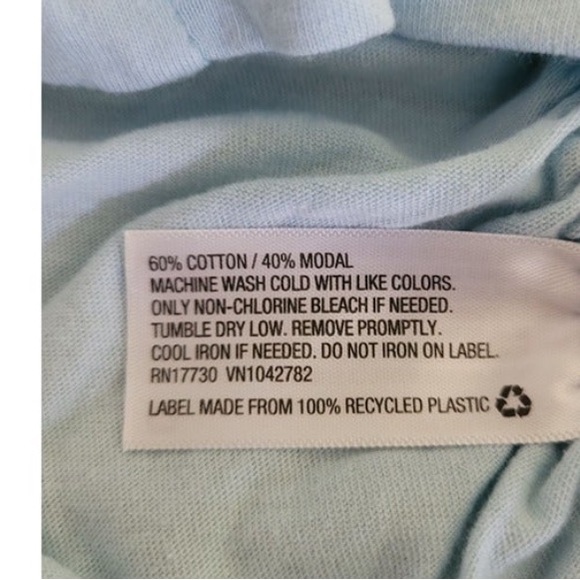 60% COTTON / 40% MODAL
MACHINE WASH COLD WITH LIKE COLORS.
ONLY NON-CHLORINE BLEACH IF NEEDED.
TUMBLE DRY LOW. REMOVE PROMPTLY.
COOL IRON IF NEEDED. DO NOT IRON ON LABEL.
RN17730 VN1042782
LABEL MADE FROM 100% RECYCLED PLASTIC